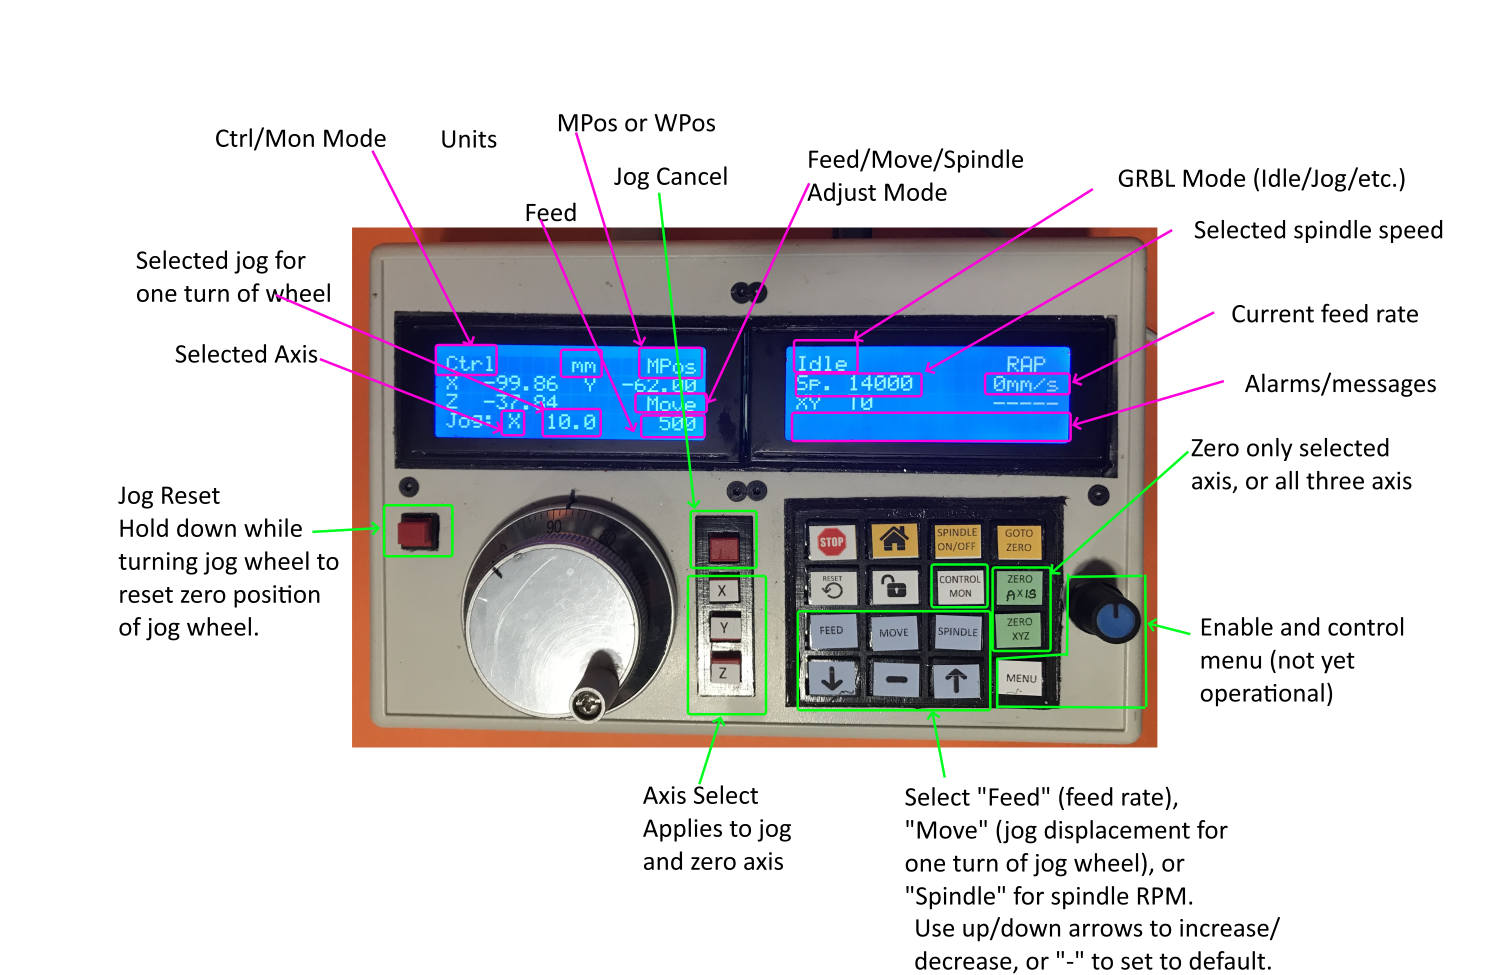 MPos or WPos
Ctrl/Mon Mode
Units
Feed/Move/Spindle
Adjust Mode
Jog Cancel
GRBL Mode (Idle/Jog/etc.)
Feed
Selected spindle speed
Selected jog for
one turn of wheel
Current feed rate
Selected Axis
Alarms/messages
Ctrl mm MPos
X -99.86 Y -62.00
Z -37.84 Move
Jog: X 10.0 500
Idle RAP
Sp. 14000 0mm/s
XY T0 -----
Zero only selected
axis, or all three axis
Jog Reset
Hold down while
turning jog wheel to
reset zero position
of jog wheel.
90
0
X
Y
Z
STOP
SPINDLE
ON/OFF
GOTO
ZERO
RESET
CONTROL
MON
ZERO
AXIS
FEED
MOVE
SPINDLE
ZERO
XYZ
-
MENU
Enable and control
menu (not yet
operational)
Axis Select
Applies to jog
and zero axis
Select "Feed" (feed rate),
"Move" (jog displacement for
one turn of jog wheel), or
"Spindle" for spindle RPM.
Use up/down arrows to increase/
decrease, or "-" to set to default.